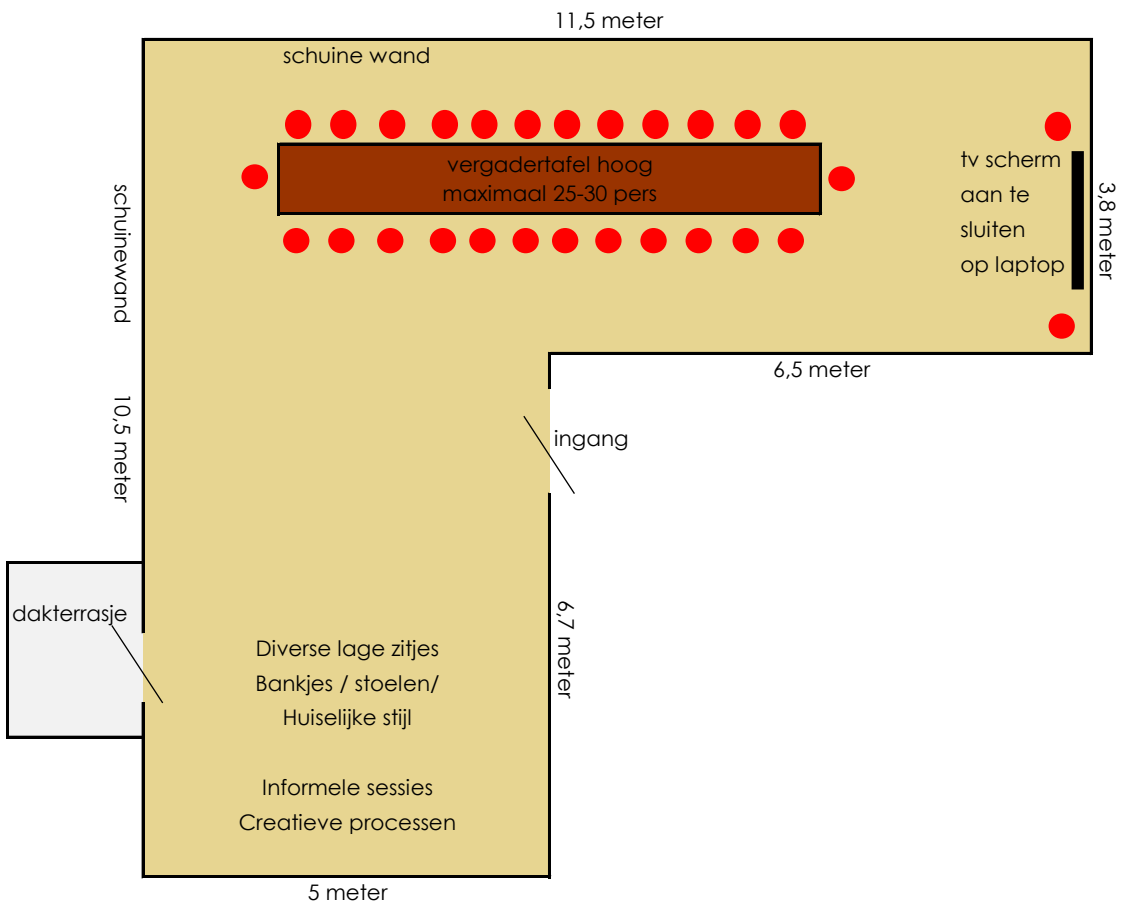 11,5 meter
schuine wand
vergadertafel hoog
maximaal 25-30 pers
tv scherm
aan te
sluiten
op laptop
3,8 meter
schuinewand
6,5 meter
10,5 meter
ingang
dakterrasje
6,7 meter
Diverse lage zitjes
Bankjes / stoelen/
Huiselijke stijl
Informele sessies
Creatieve processen
5 meter